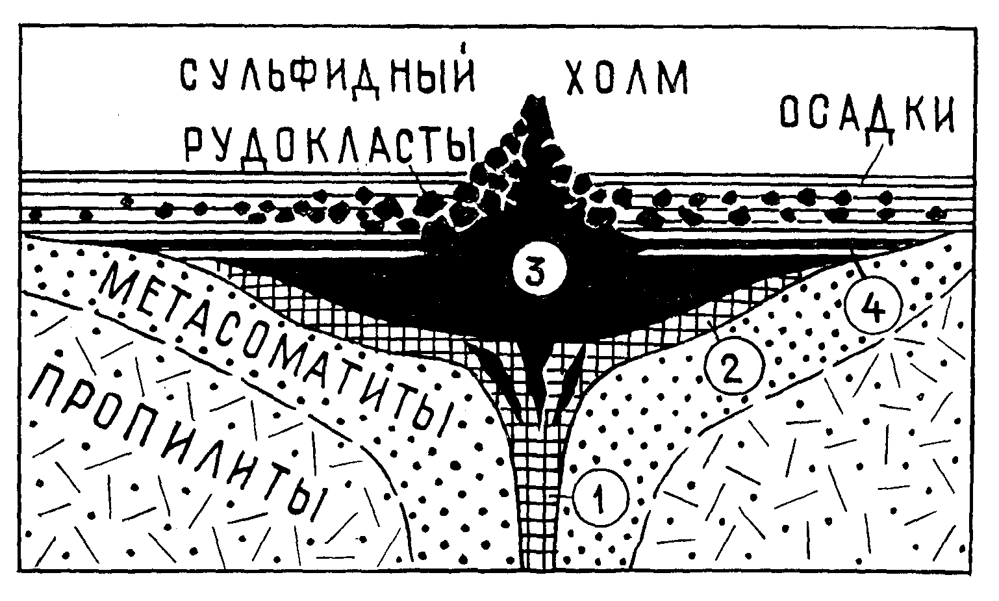 СУЛЬФИДНЫЙ ХОЛМ
ОСАДКИ
РУДОКЛАСТЫ
3
4
МЕТАСОМАТИТЫ
2
ПРОПИЛИТЫ
1